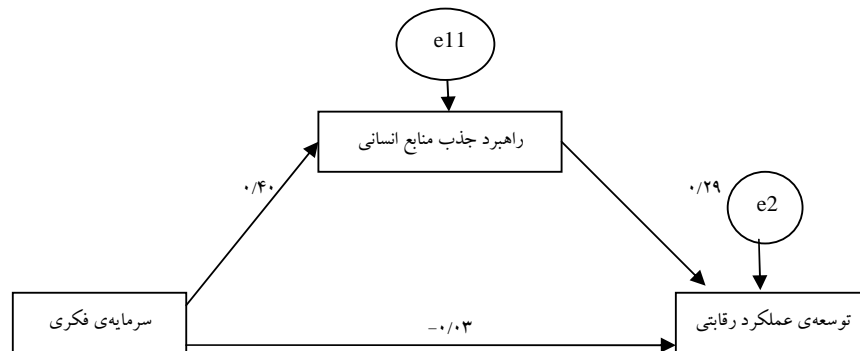 e11
راهبرد جذب منابع انسانی
۰/۴۰
۰/۲۹
e2
سرمایه‌ی فکری
−۰/۰۳
توسعه‌ی عملکرد رقابتی